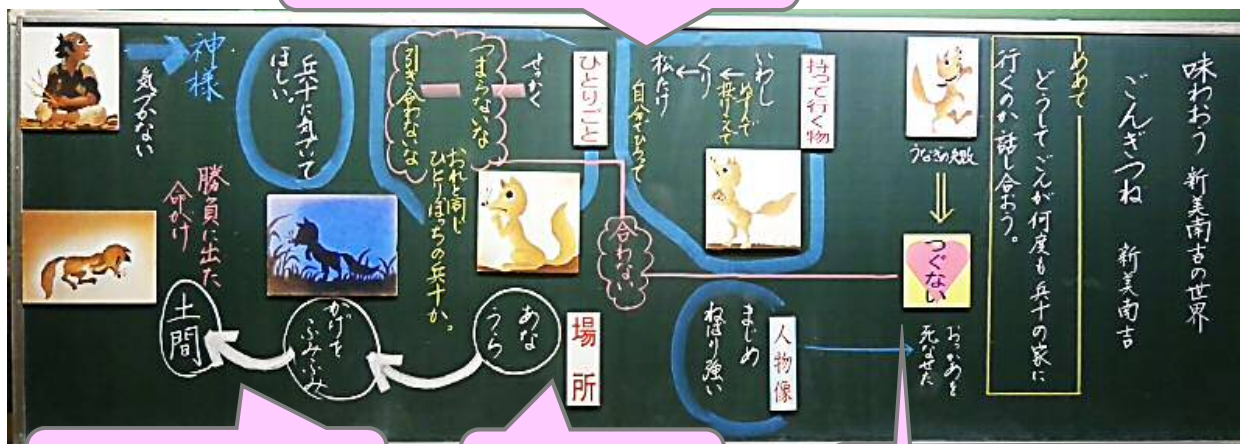 味わおう 新美南吉の世界
ごんぎつね 新美南吉
めあて
どうしてごんが何度も兵十の家に
行くのか話し合おう。
うなぎの失敗
つぐない
おっかあを
死なせた
持って行く物
いわし
ぬすんで
投げこんで
くり
松たけ
自分でひろって
人物像
まじめ
ねばり強い
合わない
ひとりごと
せっかく
つまらないな
引き合わないな
おれと同じ
ひとりぼっちの兵十か。
場所
あな
うら
かげを
ふみふみ
土間
兵十に気づいて
ほしい。
神様
気づかない
勝負に出た
命がけ